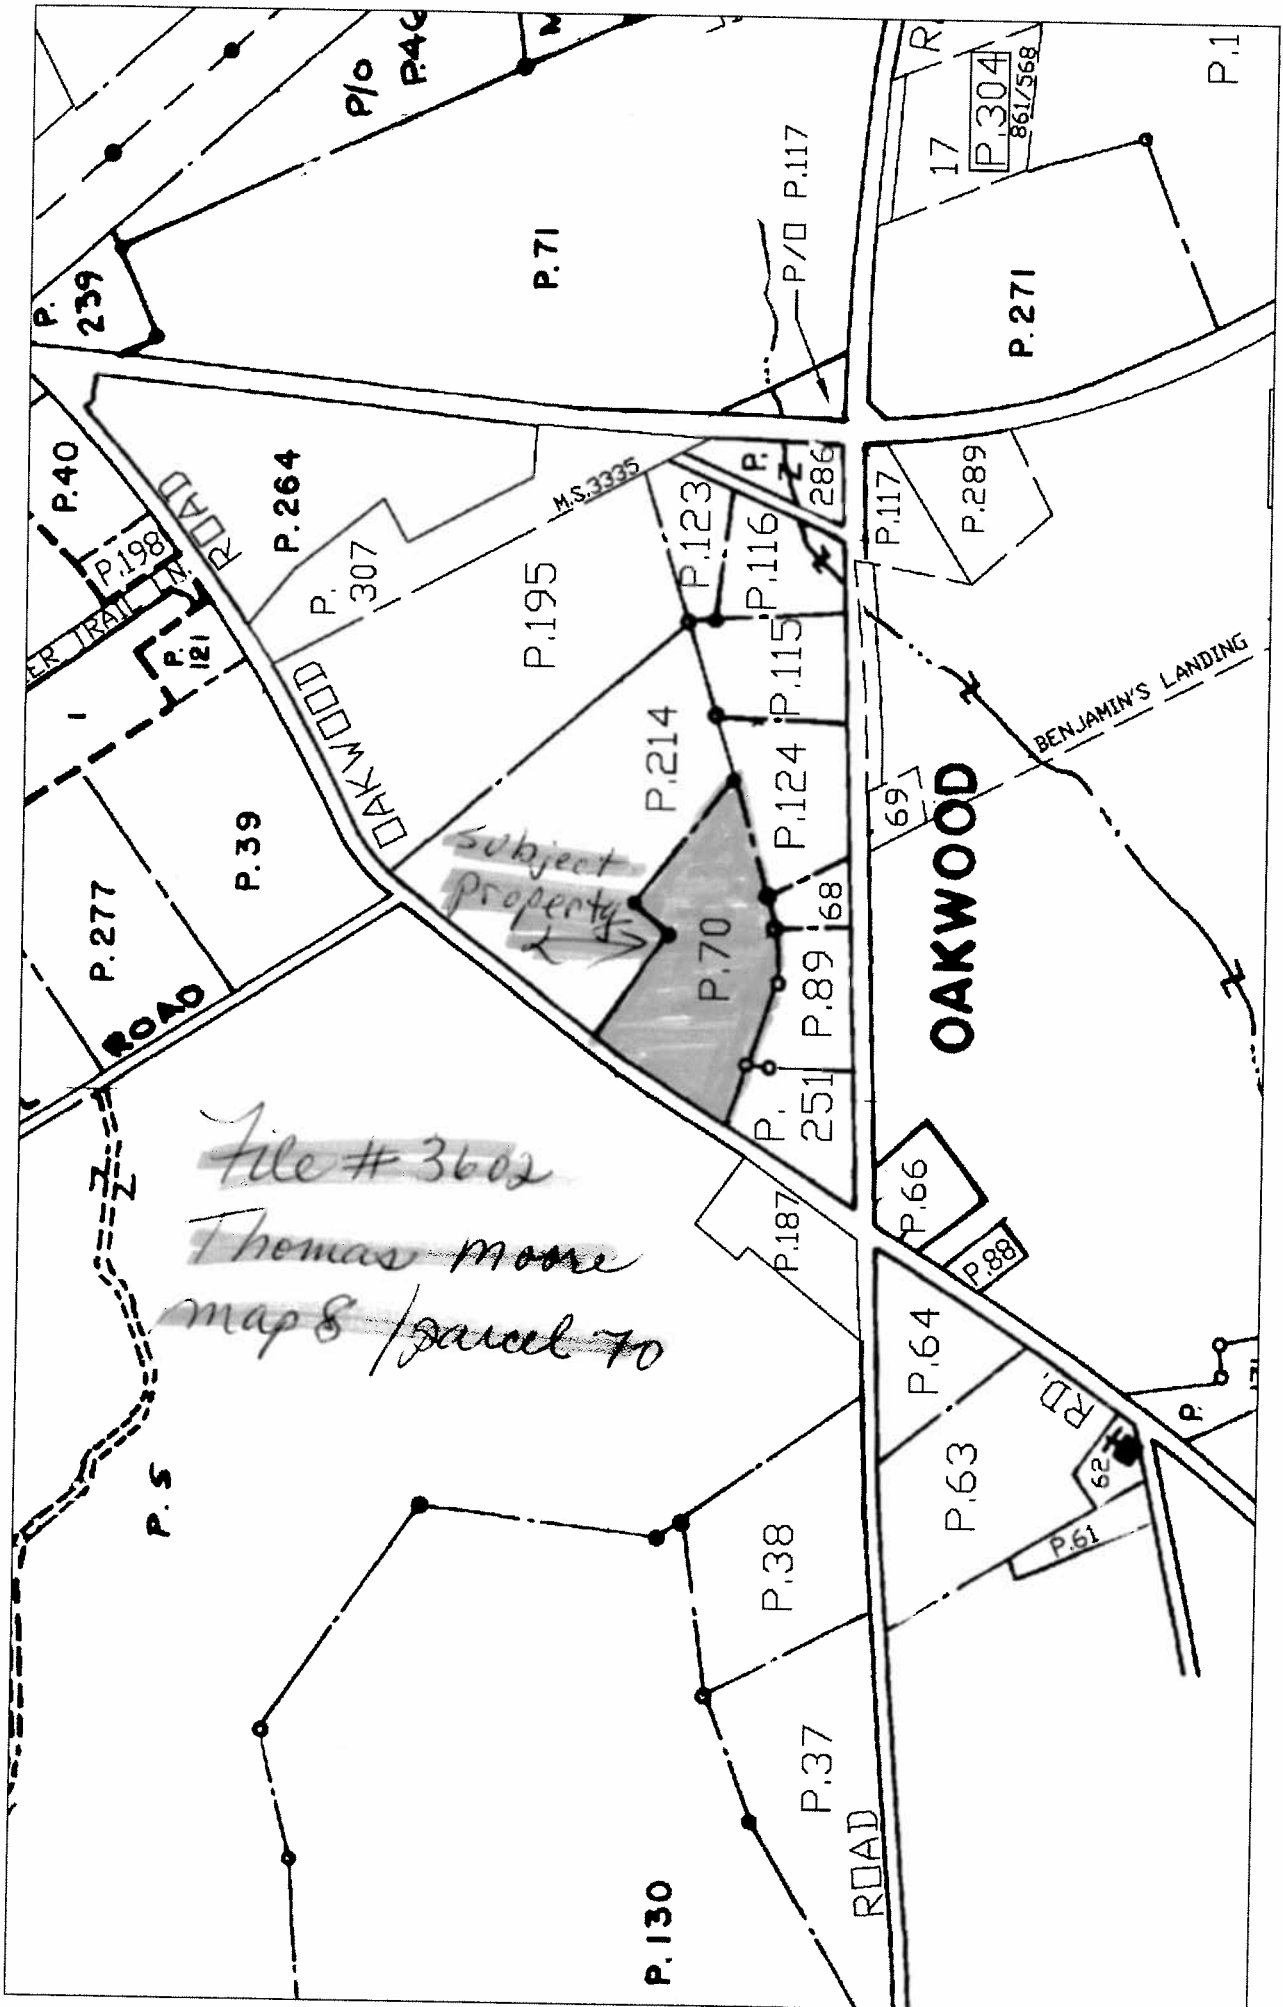 P/O
P.46
M
R
17
P.304
861/568
P.1
P.
239
P.71
P/O P.117
P.271
P.40
P.198
ROAD
P.264
M.S.3335
P.
286
P.117
P.289
P.123
P.116
P.
307
ER TRAIL LN.
P.
121
P.195
P.115
1
OAKWOOD
P.214
P.124
BENJAMIN'S LANDING
69
P.39
P.277
ROAD
subject
property
P.70
68
P.89
OAKWOOD
P.
251
File # 3602
Thomas Moore
map 8 / parcel 70
P.187
P.66
P.88
P.64
RD.
P.
P.5
P.63
62
P.61
P.38
P.37
ROAD
P.130